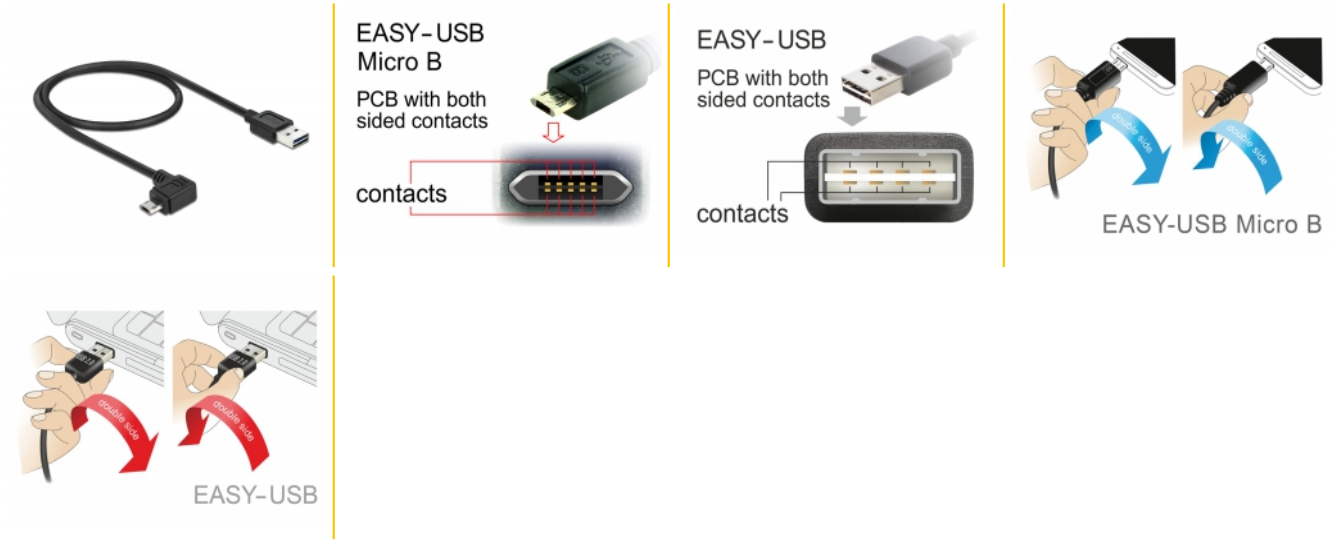 EASY-USB
Micro B
PCB with both
sided contacts
contacts
EASY-USB
PCB with both
sided contacts
contacts
double side
double side
EASY-USB Micro B
double side
double side
EASY-USB